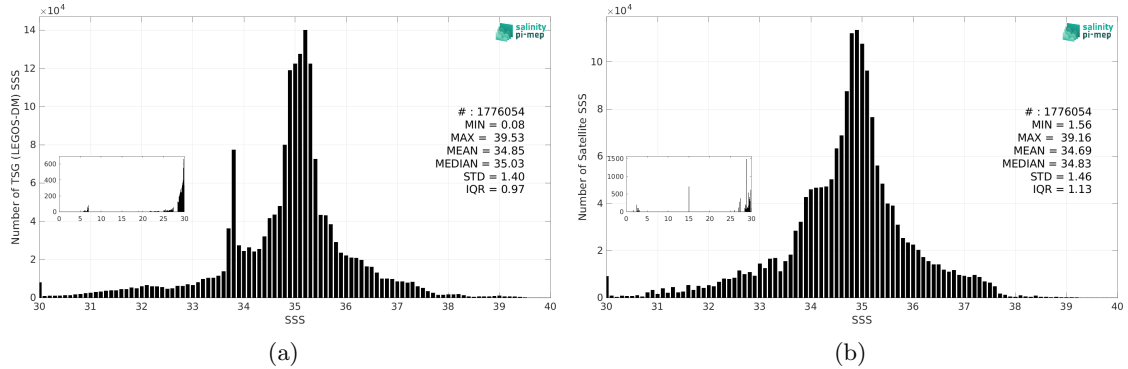 ×10⁴
14
12
10
8
6
4
2
0
Number of TSG (LEGOS-DM) SSS
30 31 32 33 34 35 36 37 38 39 40
SSS
salinity
pi-mep
# : 1776054
MIN = 0.08
MAX = 39.53
MEAN = 34.85
MEDIAN = 35.03
STD = 1.40
IQR = 0.97
600
400
200
0
0 5 10 15 20 25 30
(a)
×10⁴
10
8
6
4
2
0
Number of Satellite SSS
30 31 32 33 34 35 36 37 38 39 40
SSS
salinity
pi-mep
# : 1776054
MIN = 1.56
MAX = 39.16
MEAN = 34.69
MEDIAN = 34.83
STD = 1.46
IQR = 1.13
1500
1000
500
0
0 5 10 15 20 25 30
(b)